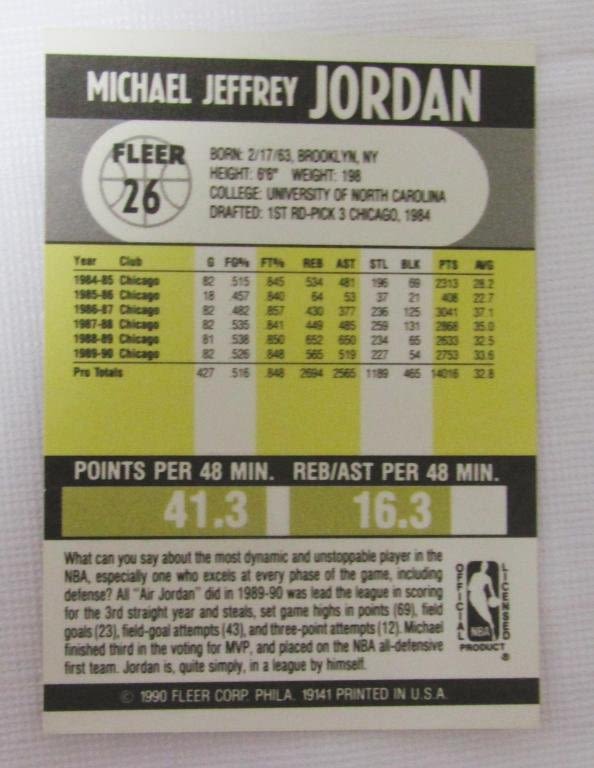 MICHAEL JEFFREY JORDAN
FLEER
26
BORN: 2/17/63, BROOKLYN, NY
HEIGHT: 6'6" WEIGHT: 198
COLLEGE: UNIVERSITY OF NORTH CAROLINA
DRAFTED: 1ST RD-PICK 3 CHICAGO, 1984
Year Club G FG% FT% REB AST STL BLK PTS AVG
1984-85 Chicago 82 .515 .845 534 481 196 69 2313 28.2
1985-86 Chicago 18 .457 .840 64 53 37 21 408 22.7
1986-87 Chicago 82 .482 .857 430 377 236 125 3041 37.1
1987-88 Chicago 82 .535 .841 449 485 259 131 2868 35.0
1988-89 Chicago 81 .538 .850 652 650 234 65 2633 32.5
1989-90 Chicago 82 .526 .848 565 519 227 54 2753 33.6
Pro Totals 427 .516 .848 2694 2565 1189 465 14016 32.8
POINTS PER 48 MIN. REB/AST PER 48 MIN.
41.3 16.3
What can you say about the most dynamic and unstoppable player in the
NBA, especially one who excels at every phase of the game, including
defense? All "Air Jordan" did in 1989-90 was lead the league in scoring
for the 3rd straight year and steals, set game highs in points (69), field
goals (23), field-goal attempts (43), and three-point attempts (12). Michael
finished third in the voting for MVP, and placed on the NBA all-defensive
first team. Jordan is, quite simply, in a league by himself.
OFFICIAL LICENSED
NBA
PRODUCT ®
© 1990 FLEER CORP. PHILA. 19141 PRINTED IN U.S.A.